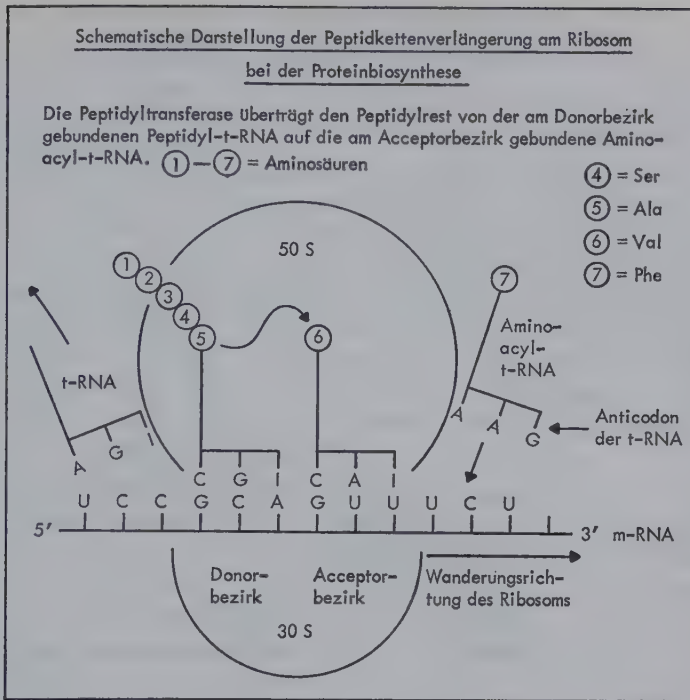 Schematische Darstellung der Peptidkettenverlängerung am Ribosom
bei der Proteinbiosynthese
Die Peptidyltransferase überträgt den Peptidylrest von der am Donorbezirk
gebundenen Peptidyl-t-RNA auf die am Acceptorbezirk gebundene Amino-
acyl-t-RNA. ①—⑦ = Aminosäuren
④ = Ser
⑤ = Ala
⑥ = Val
⑦ = Phe
50 S
①
②
③
④
⑤
⑥
⑦
t-RNA
Amino-
acyl-
t-RNA
A G I
C G I
C A I
A A G
Anticodon
der t-RNA
U C C G C A G U U U C U
5' 3' m-RNA
Donor-
bezirk
Acceptor-
bezirk
Wanderungsrich-
tung des Ribosoms
30 S